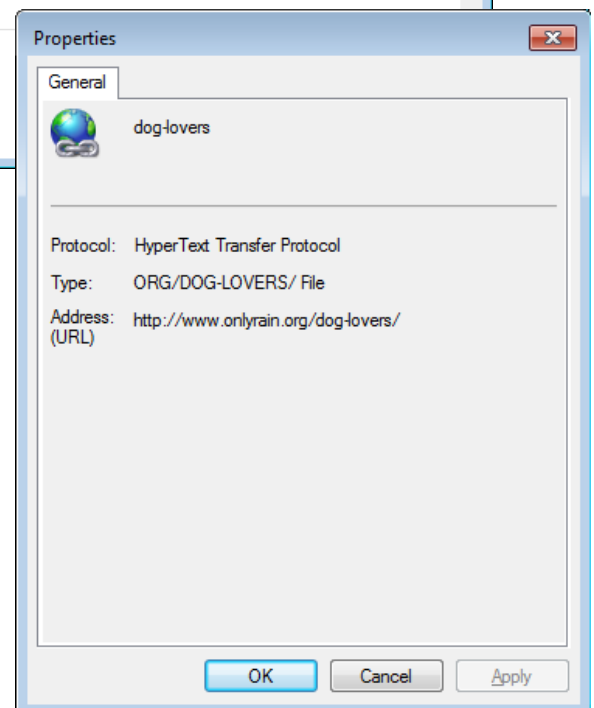 Properties
General
dog-lovers
Protocol: HyperText Transfer Protocol
Type: ORG/DOG-LOVERS/ File
Address: http://www.onlyrain.org/dog-lovers/
(URL)
OK Cancel Apply